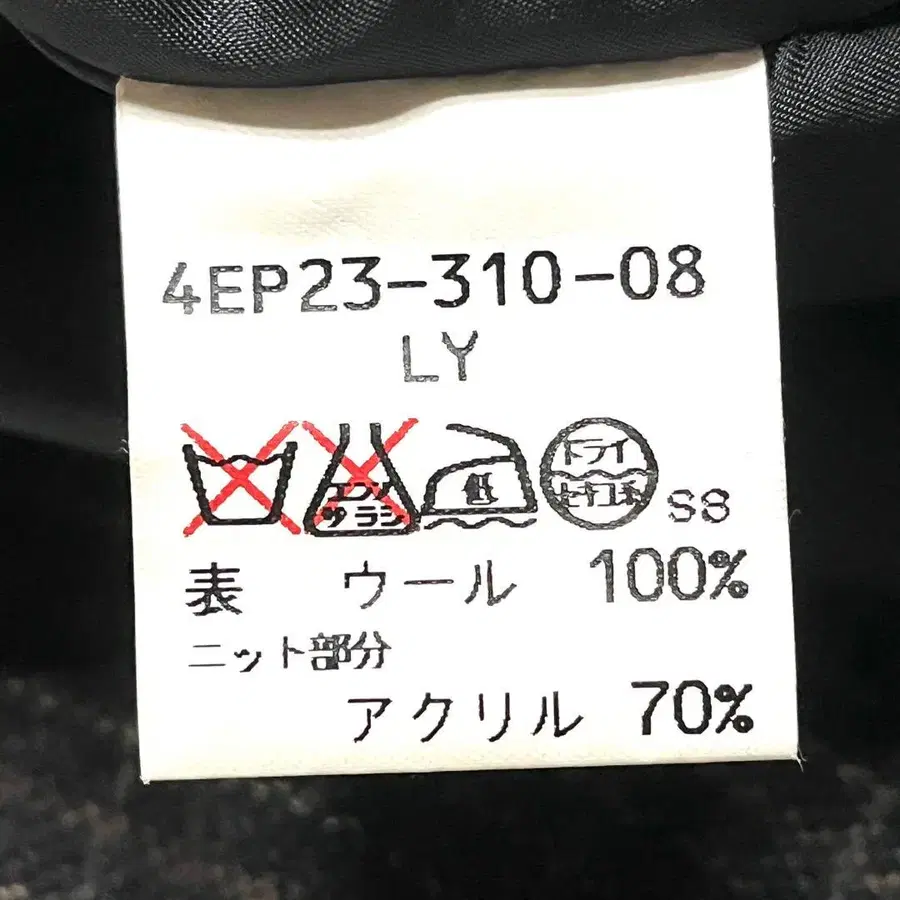 4EP23-310-08
LY
エンソ
サラシ
中
ドライ
セキユ系
S8
表 ウール 100%
ニット部分
アクリル 70%